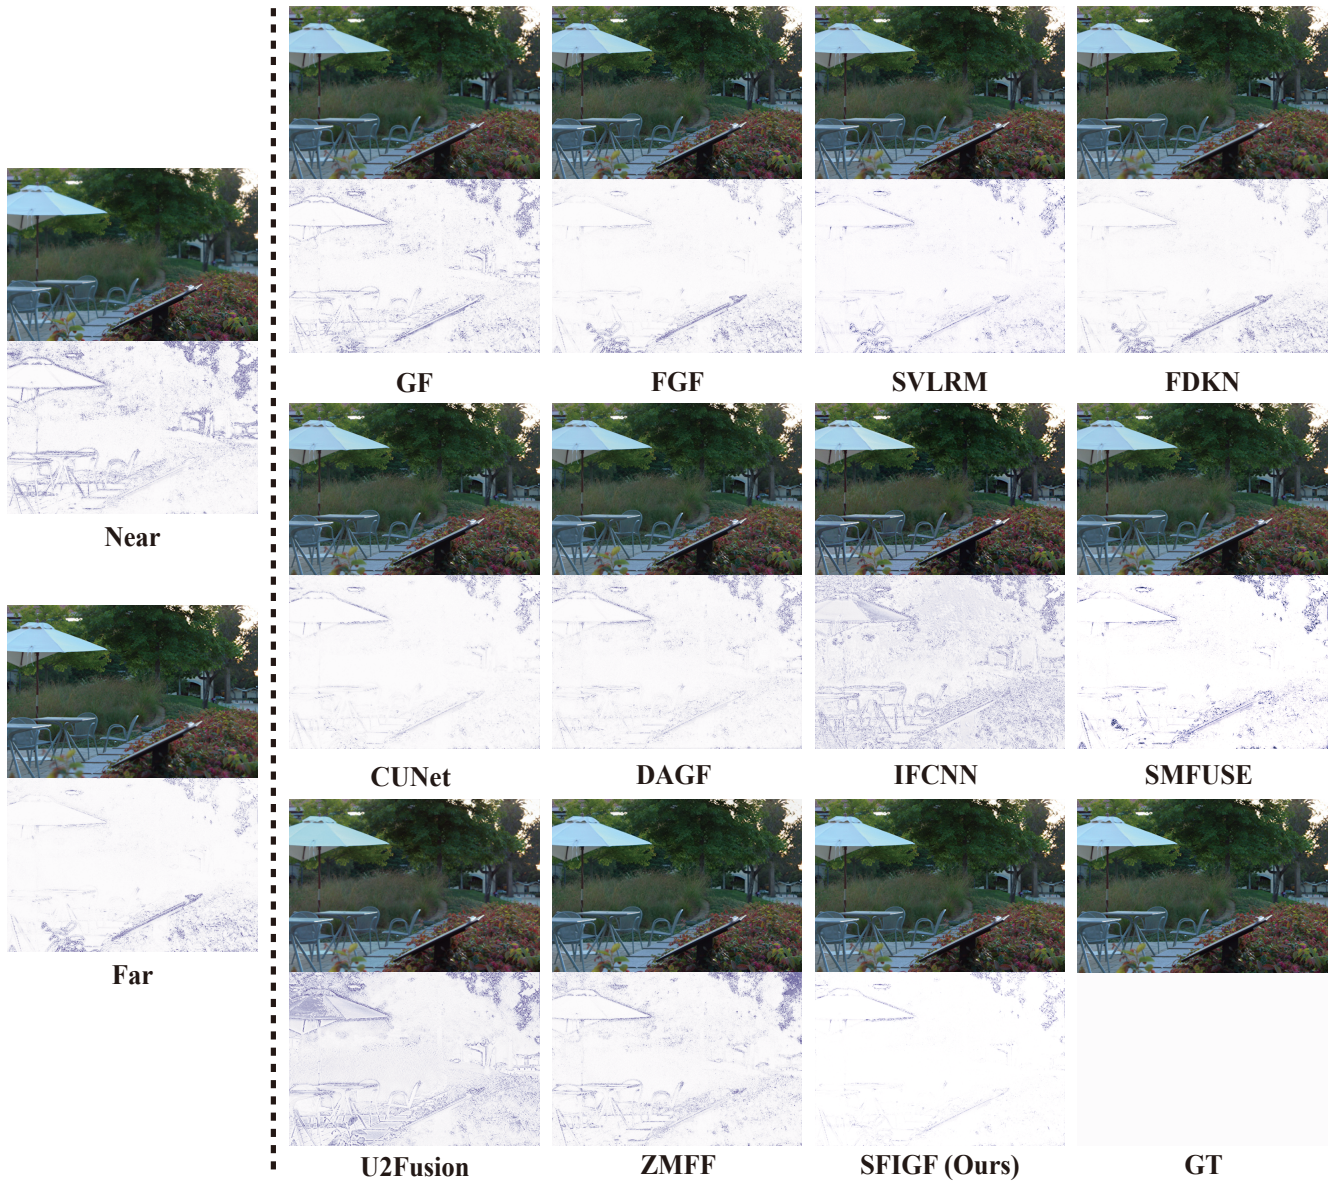 Near
Far
GF
FGF
SVLRM
FDKN
CUNet
DAGF
IFCNN
SMFUSE
U2Fusion
ZMFF
SFIGF (Ours)
GT